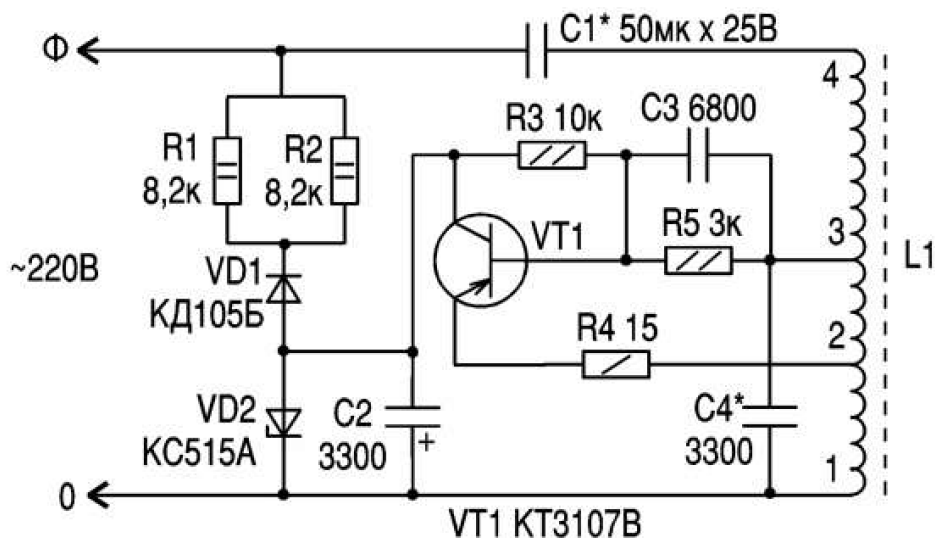 Ф
C1* 50мк x 25В
4
R3 10к
C3 6800
R1
8,2к
R2
8,2к
VT1
R5 3к
3
L1
~220В
VD1
КД105Б
R4 15
2
VD2
КС515А
C2
3300
+
C4*
3300
1
0
VT1 КТ3107В